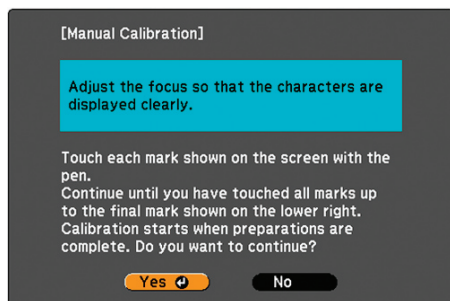 [Manual Calibration]
Adjust the focus so that the characters are
displayed clearly.
Touch each mark shown on the screen with the
pen.
Continue until you have touched all marks up
to the final mark shown on the lower right.
Calibration starts when preparations are
complete. Do you want to continue?
Yes No